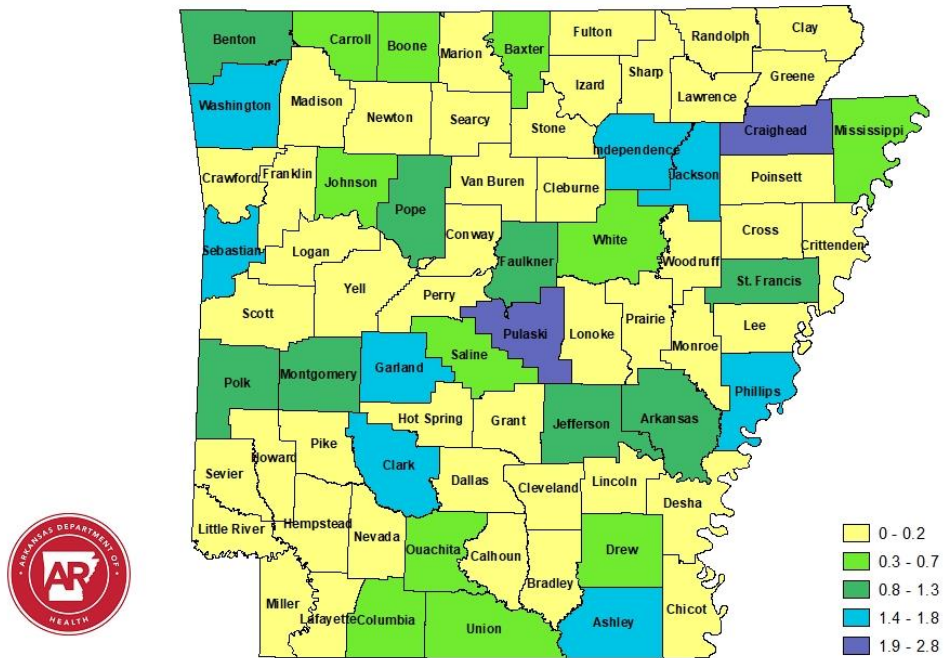 Benton
Carroll
Boone
Marion
Baxter
Fulton
Randolph
Clay
Sharp
Izard
Greene
Lawrence
Washington
Madison
Newton
Searcy
Stone
Independence
Jackson
Craighead
Mississippi
Crawford
Franklin
Johnson
Pope
Van Buren
Cleburne
Poinsett
Sebastian
Logan
Conway
Faulkner
White
Woodruff
Cross
Crittenden
St. Francis
Scott
Yell
Perry
Pulaski
Lonoke
Prairie
Monroe
Lee
Polk
Montgomery
Garland
Saline
Phillips
Hot Spring
Grant
Jefferson
Arkansas
Sevier
Howard
Pike
Clark
Dallas
Cleveland
Lincoln
Desha
Little River
Hempstead
Nevada
Ouachita
Calhoun
Bradley
Drew
Miller
Lafayette
Columbia
Union
Ashley
Chicot
ARKANSAS DEPARTMENT OF
AR
HEALTH
0 - 0.2
0.3 - 0.7
0.8 - 1.3
1.4 - 1.8
1.9 - 2.8